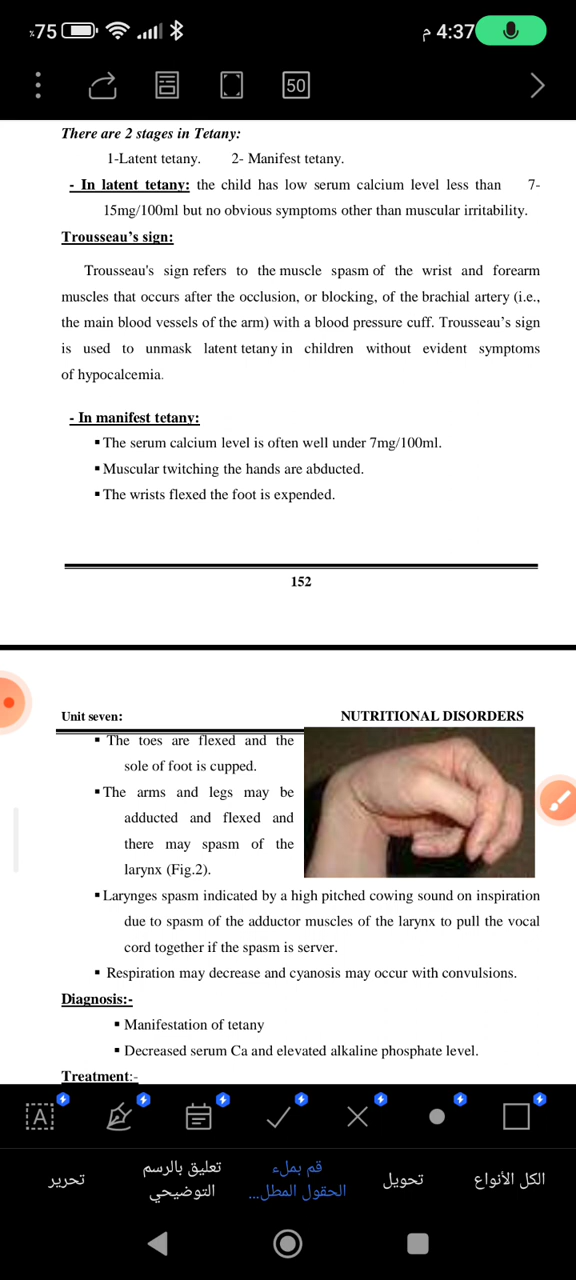 ٪75
4:37 م
50
There are 2 stages in Tetany:
1-Latent tetany. 2- Manifest tetany.
- In latent tetany: the child has low serum calcium level less than 7-
15mg/100ml but no obvious symptoms other than muscular irritability.
Trousseau's sign:
Trousseau's sign refers to the muscle spasm of the wrist and forearm
muscles that occurs after the occlusion, or blocking, of the brachial artery (i.e.,
the main blood vessels of the arm) with a blood pressure cuff. Trousseau's sign
is used to unmask latent tetany in children without evident symptoms
of hypocalcemia.
- In manifest tetany:
▪ The serum calcium level is often well under 7mg/100ml.
▪ Muscular twitching the hands are abducted.
▪ The wrists flexed the foot is expended.
152
Unit seven: NUTRITIONAL DISORDERS
▪ The toes are flexed and the
sole of foot is cupped.
▪ The arms and legs may be
adducted and flexed and
there may spasm of the
larynx (Fig.2).
▪ Larynges spasm indicated by a high pitched cowing sound on inspiration
due to spasm of the adductor muscles of the larynx to pull the vocal
cord together if the spasm is server.
▪ Respiration may decrease and cyanosis may occur with convulsions.
Diagnosis:-
▪ Manifestation of tetany
▪ Decreased serum Ca and elevated alkaline phosphate level.
Treatment:-
A
الكل الأنواع
تحويل
قم بملء
الحقول المطل...
تعليق بالرسم
التوضيحي
تحرير